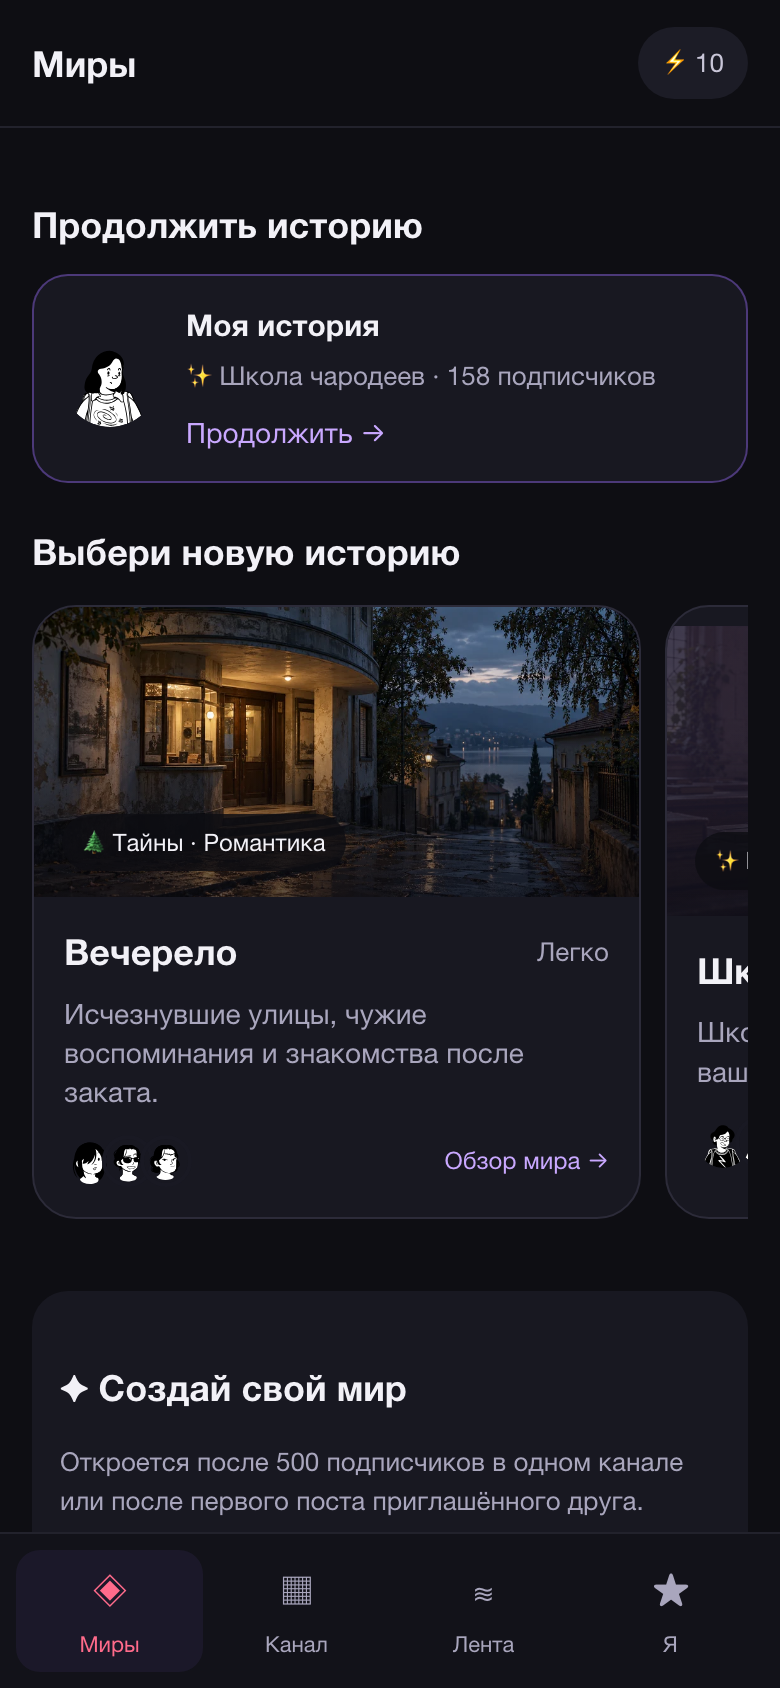 Миры
⚡ 10
Продолжить историю
Моя история
✨ Школа чародеев · 158 подписчиков
Продолжить →
Выбери новую историю
🌲 Тайны · Романтика
Вечерело
Легко
Исчезнувшие улицы, чужие
воспоминания и знакомства после
заката.
Обзор мира →
✦ Создай свой мир
Откроется после 500 подписчиков в одном канале
или после первого поста приглашённого друга.
Миры
Канал
Лента
Я